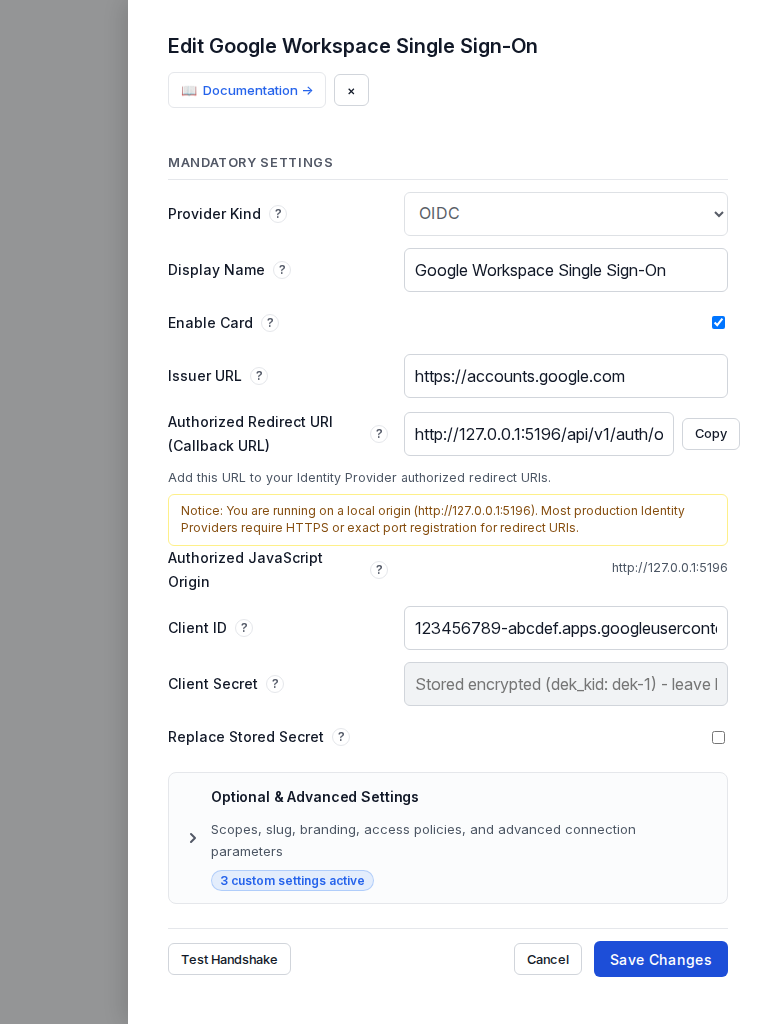 Edit Google Workspace Single Sign-On
📖 Documentation →
×
MANDATORY SETTINGS
Provider Kind ?
OIDC
Display Name ?
Google Workspace Single Sign-On
Enable Card ?
Issuer URL ?
https://accounts.google.com
Authorized Redirect URI
(Callback URL) ?
http://127.0.0.1:5196/api/v1/auth/o
Copy
Add this URL to your Identity Provider authorized redirect URIs.
Notice: You are running on a local origin (http://127.0.0.1:5196). Most production Identity
Providers require HTTPS or exact port registration for redirect URIs.
Authorized JavaScript
Origin ?
http://127.0.0.1:5196
Client ID ?
123456789-abcdef.apps.googleuserconte
Client Secret ?
Stored encrypted (dek_kid: dek-1) - leave l
Replace Stored Secret ?
Optional & Advanced Settings
Scopes, slug, branding, access policies, and advanced connection
parameters
3 custom settings active
Test Handshake
Cancel
Save Changes